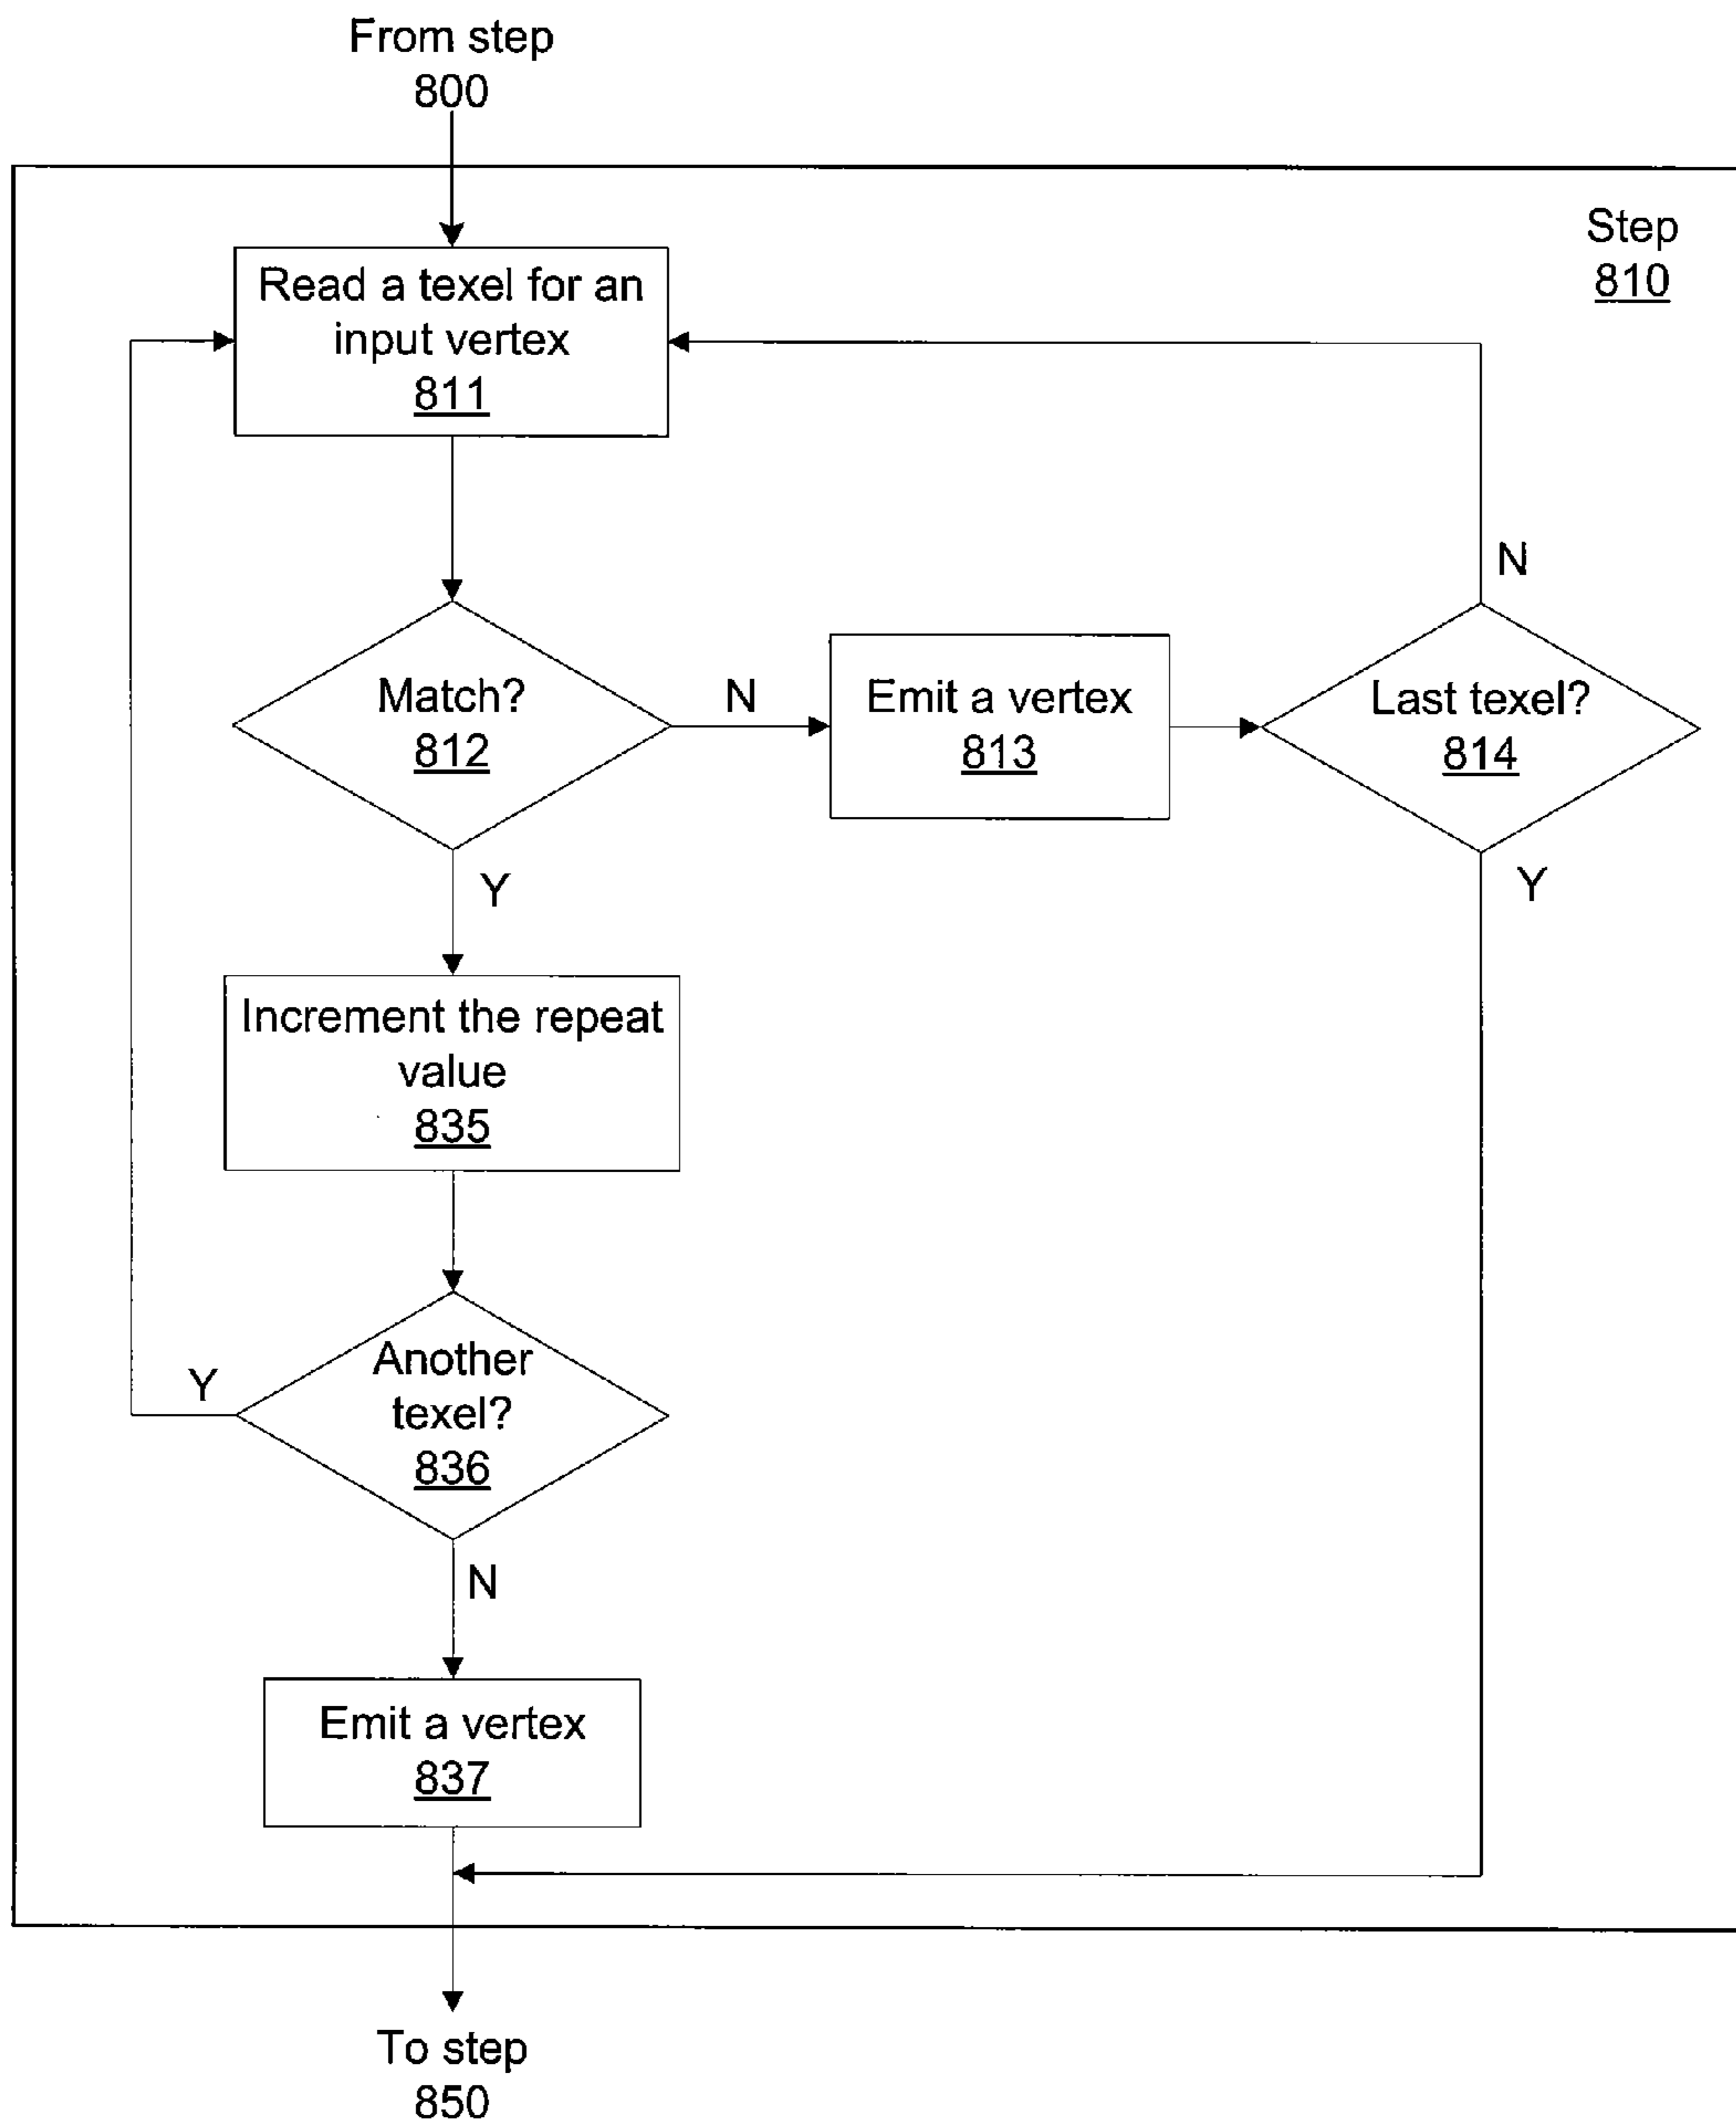 From step
800
Step
810
Read a texel for an
input vertex
811
N
Match?
812
N
Emit a vertex
813
Last texel?
814
Y
Y
Increment the repeat
value
835
Another
texel?
836
Y
N
Emit a vertex
837
To step
850